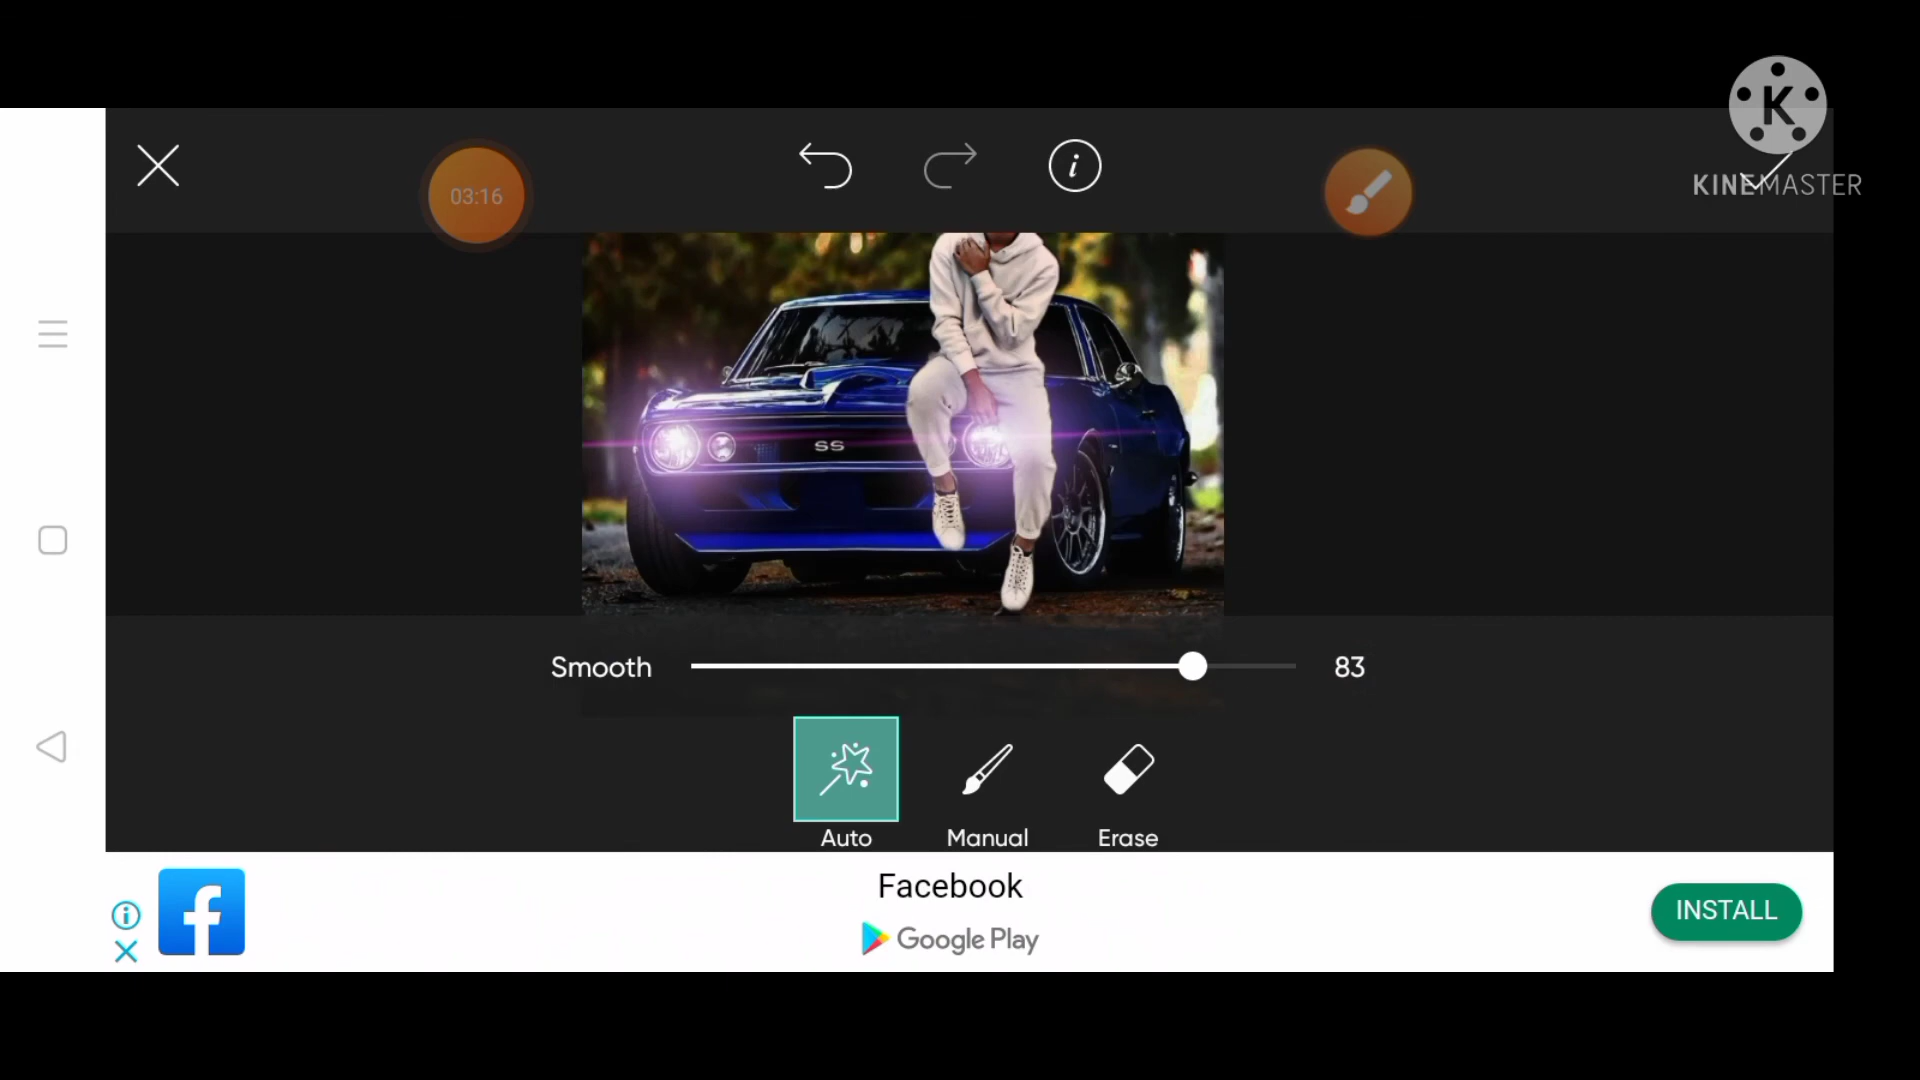 03:16
i
K
KINEMASTER
SS
Smooth 83
Auto Manual Erase
Facebook
Google Play
INSTALL